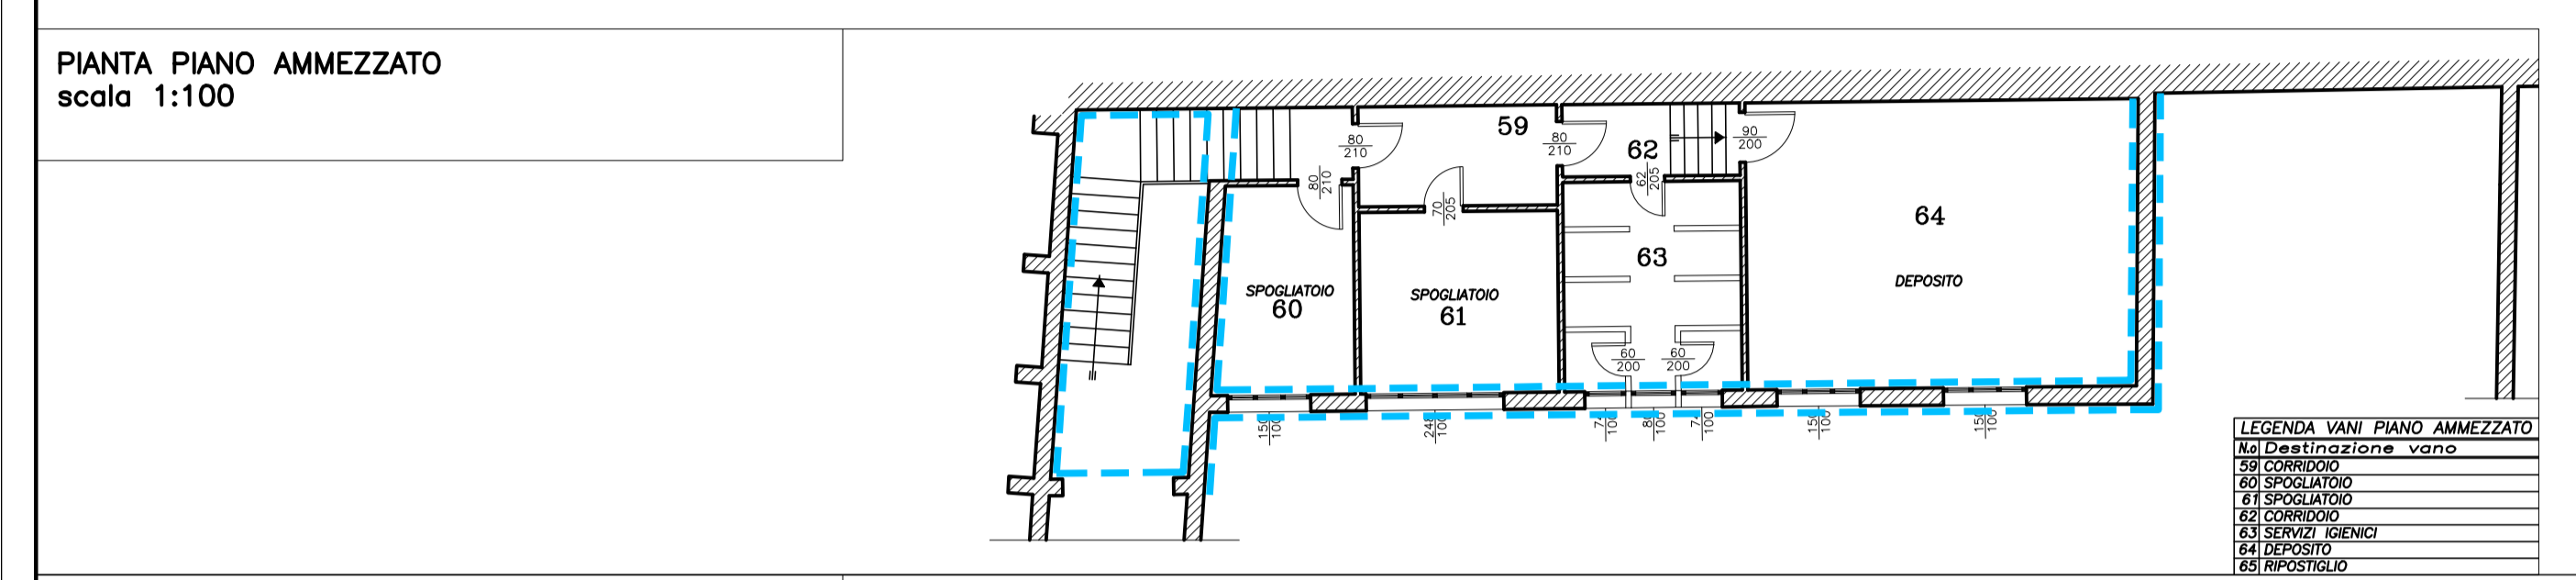 PIANTA PIANO AMMEZZATO
scala 1:100
59
80
210
80
210
62
90
200
80
210
70
205
62
205
64
63
SPOGLIATOIO
60
SPOGLIATOIO
61
DEPOSITO
60
200
60
200
150
100
248
100
74
100
80
100
74
100
150
100
150
100
LEGENDA VANI PIANO AMMEZZATO
N.o Destinazione vano
59 CORRIDOIO
60 SPOGLIATOIO
61 SPOGLIATOIO
62 CORRIDOIO
63 SERVIZI IGIENICI
64 DEPOSITO
65 RIPOSTIGLIO